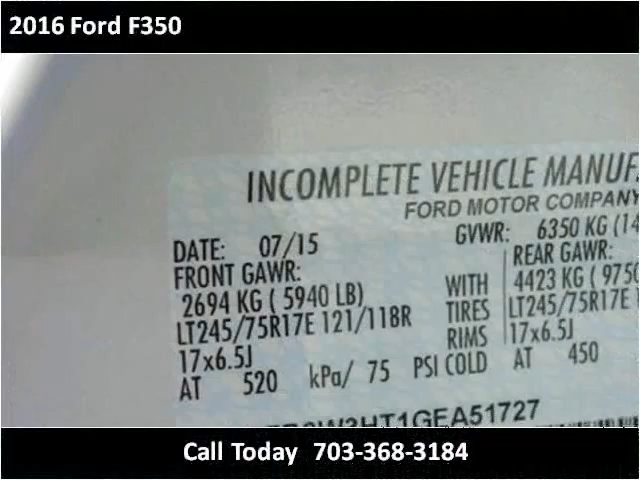 2016 Ford F350
INCOMPLETE VEHICLE MANUF
FORD MOTOR COMPANY
DATE: 07/15
GVWR: 6350 KG (14
FRONT GAWR:
2694 KG ( 5940 LB)
LT245/75R17E 121/118R
17x6.5J
AT 520 kPa/ 75 PSI COLD
WITH
TIRES
RIMS
REAR GAWR:
4423 KG ( 9750
LT245/75R17E
17x6.5J
AT 450
HT1GEA51727
Call Today 703-368-3184